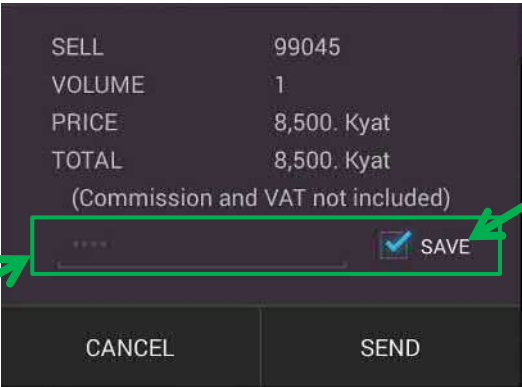 SELL 99045
VOLUME 1
PRICE 8,500. Kyat
TOTAL 8,500. Kyat
(Commission and VAT not included)
**** SAVE
CANCEL SEND